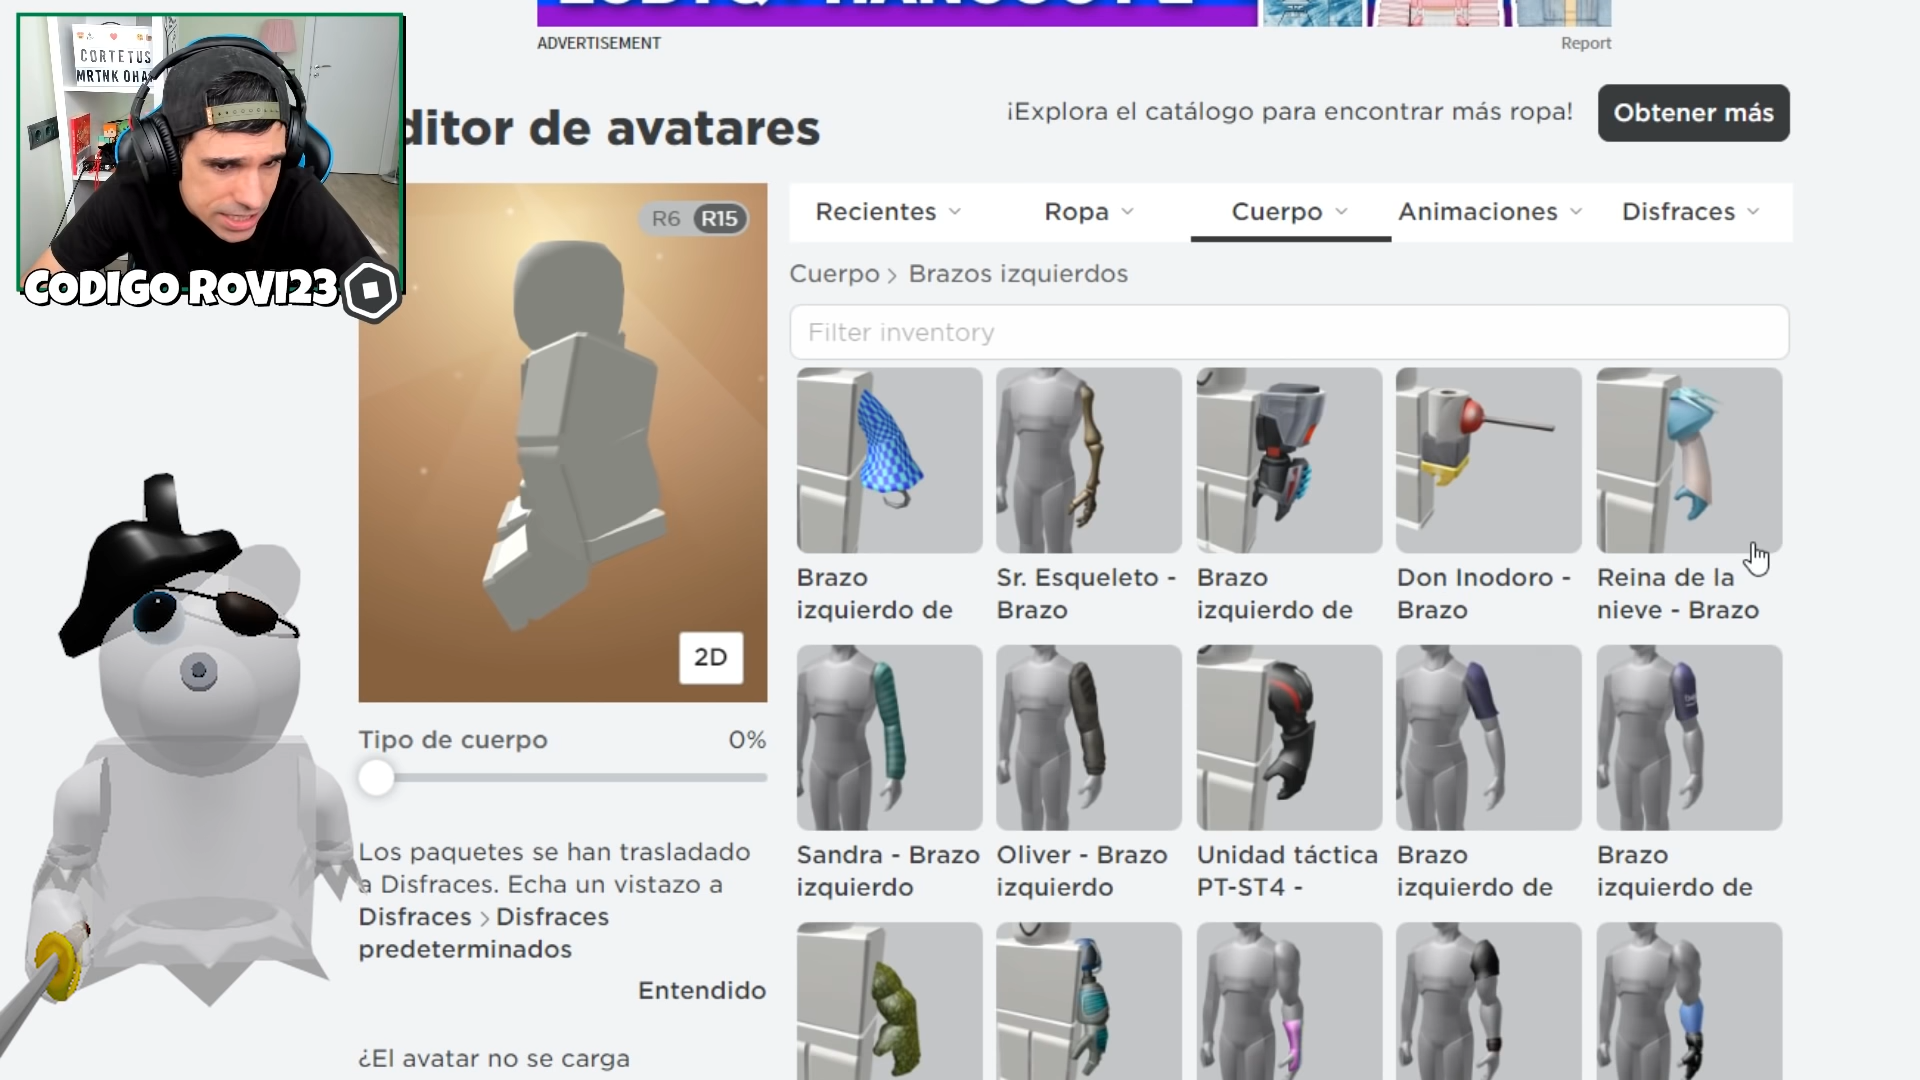 CORTETUS
MRTNK OHA
CODIGO ROVI23
ADVERTISEMENT
Report
ditor de avatares
¡Explora el catálogo para encontrar más ropa!
Obtener más
R6 R15
Recientes
Ropa
Cuerpo
Animaciones
Disfraces
Cuerpo > Brazos izquierdos
Filter inventory
Brazo
izquierdo de
Sr. Esqueleto -
Brazo
Brazo
izquierdo de
Don Inodoro -
Brazo
Reina de la
nieve - Brazo
2D
Tipo de cuerpo
0%
Sandra - Brazo
izquierdo
Oliver - Brazo
izquierdo
Unidad táctica
PT-ST4 -
Brazo
izquierdo de
Brazo
izquierdo de
Los paquetes se han trasladado
a Disfraces. Echa un vistazo a
Disfraces > Disfraces
predeterminados
Entendido
¿El avatar no se carga